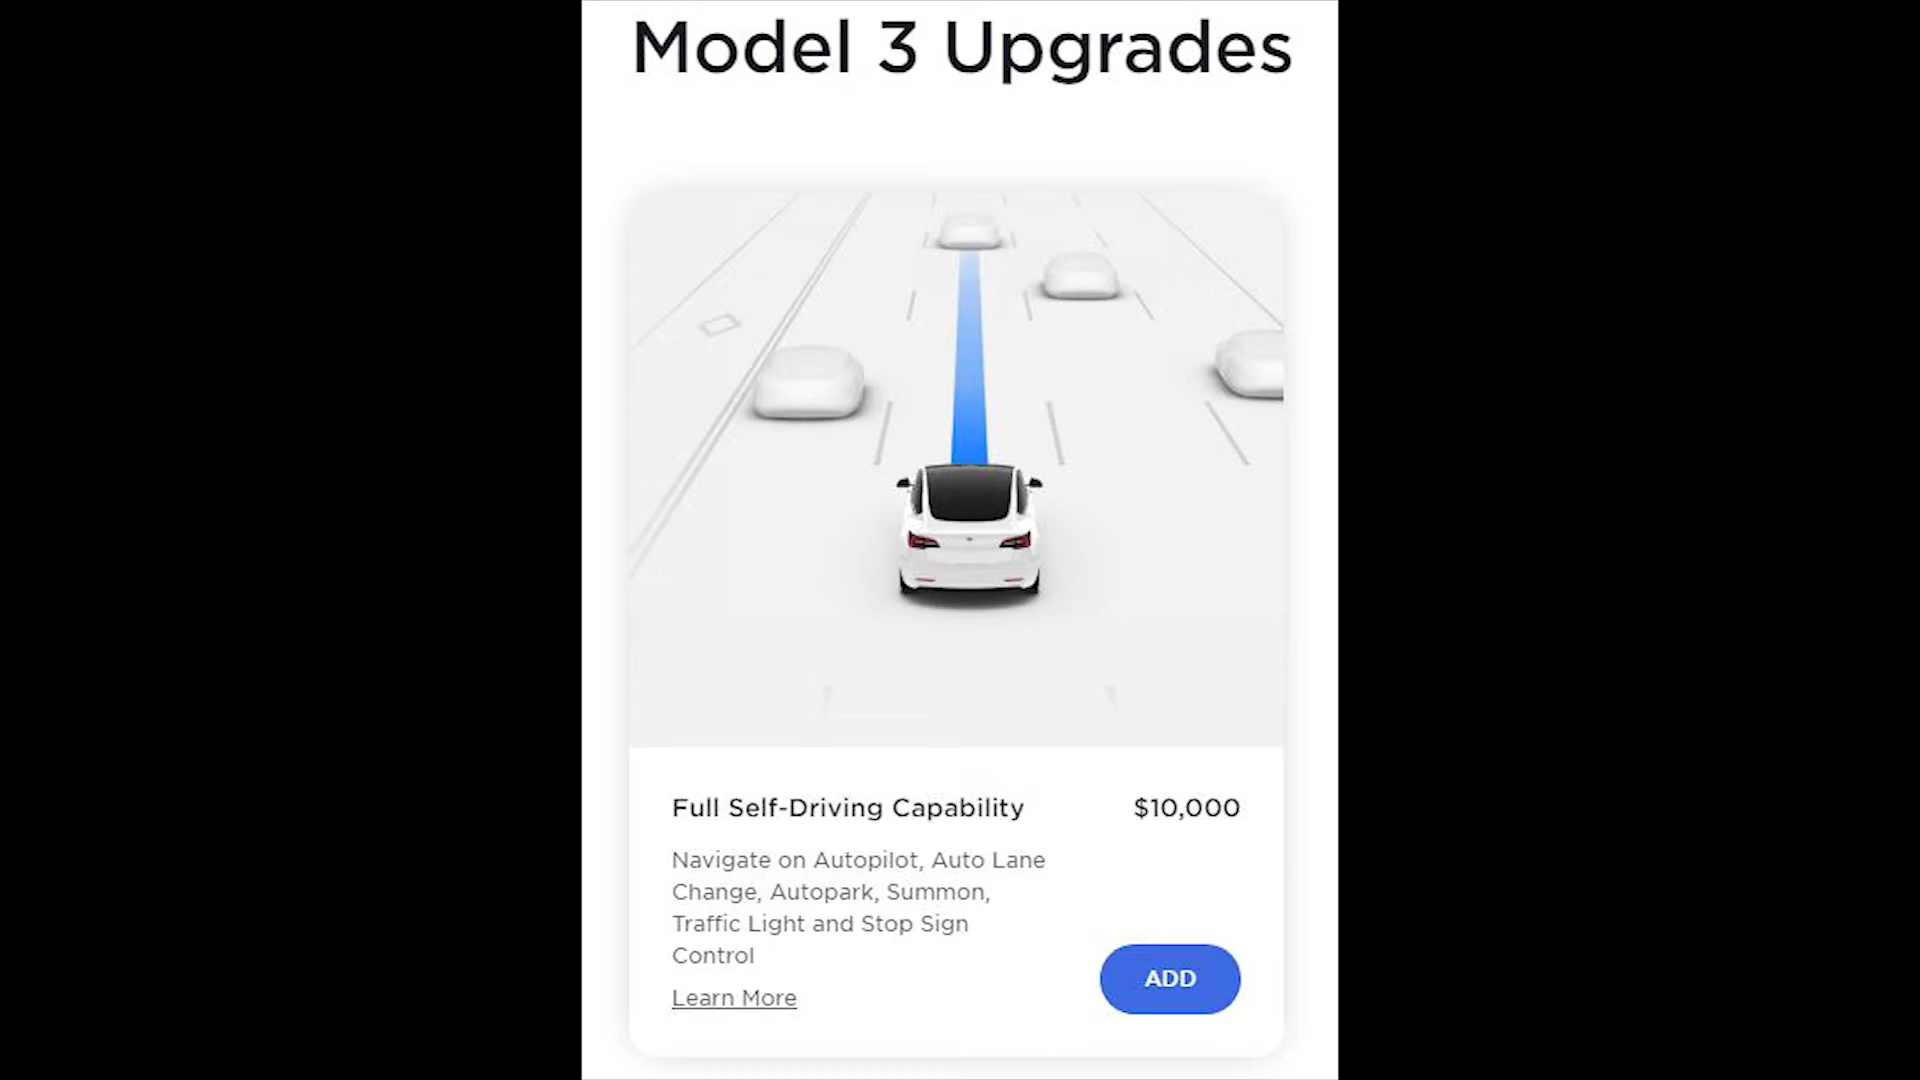 Model 3 Upgrades
Full Self-Driving Capability
$10,000
Navigate on Autopilot, Auto Lane
Change, Autopark, Summon,
Traffic Light and Stop Sign
Control
Learn More
ADD